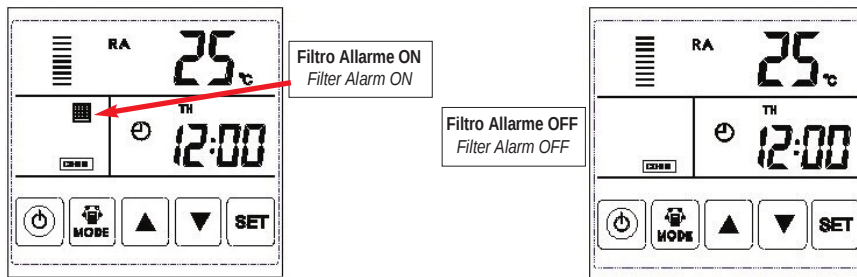 RA
25 °C
Filtro Allarme ON
Filter Alarm ON
TH
12:00
MODE
SET
Filtro Allarme OFF
Filter Alarm OFF
RA
25 °C
TH
12:00
MODE
SET